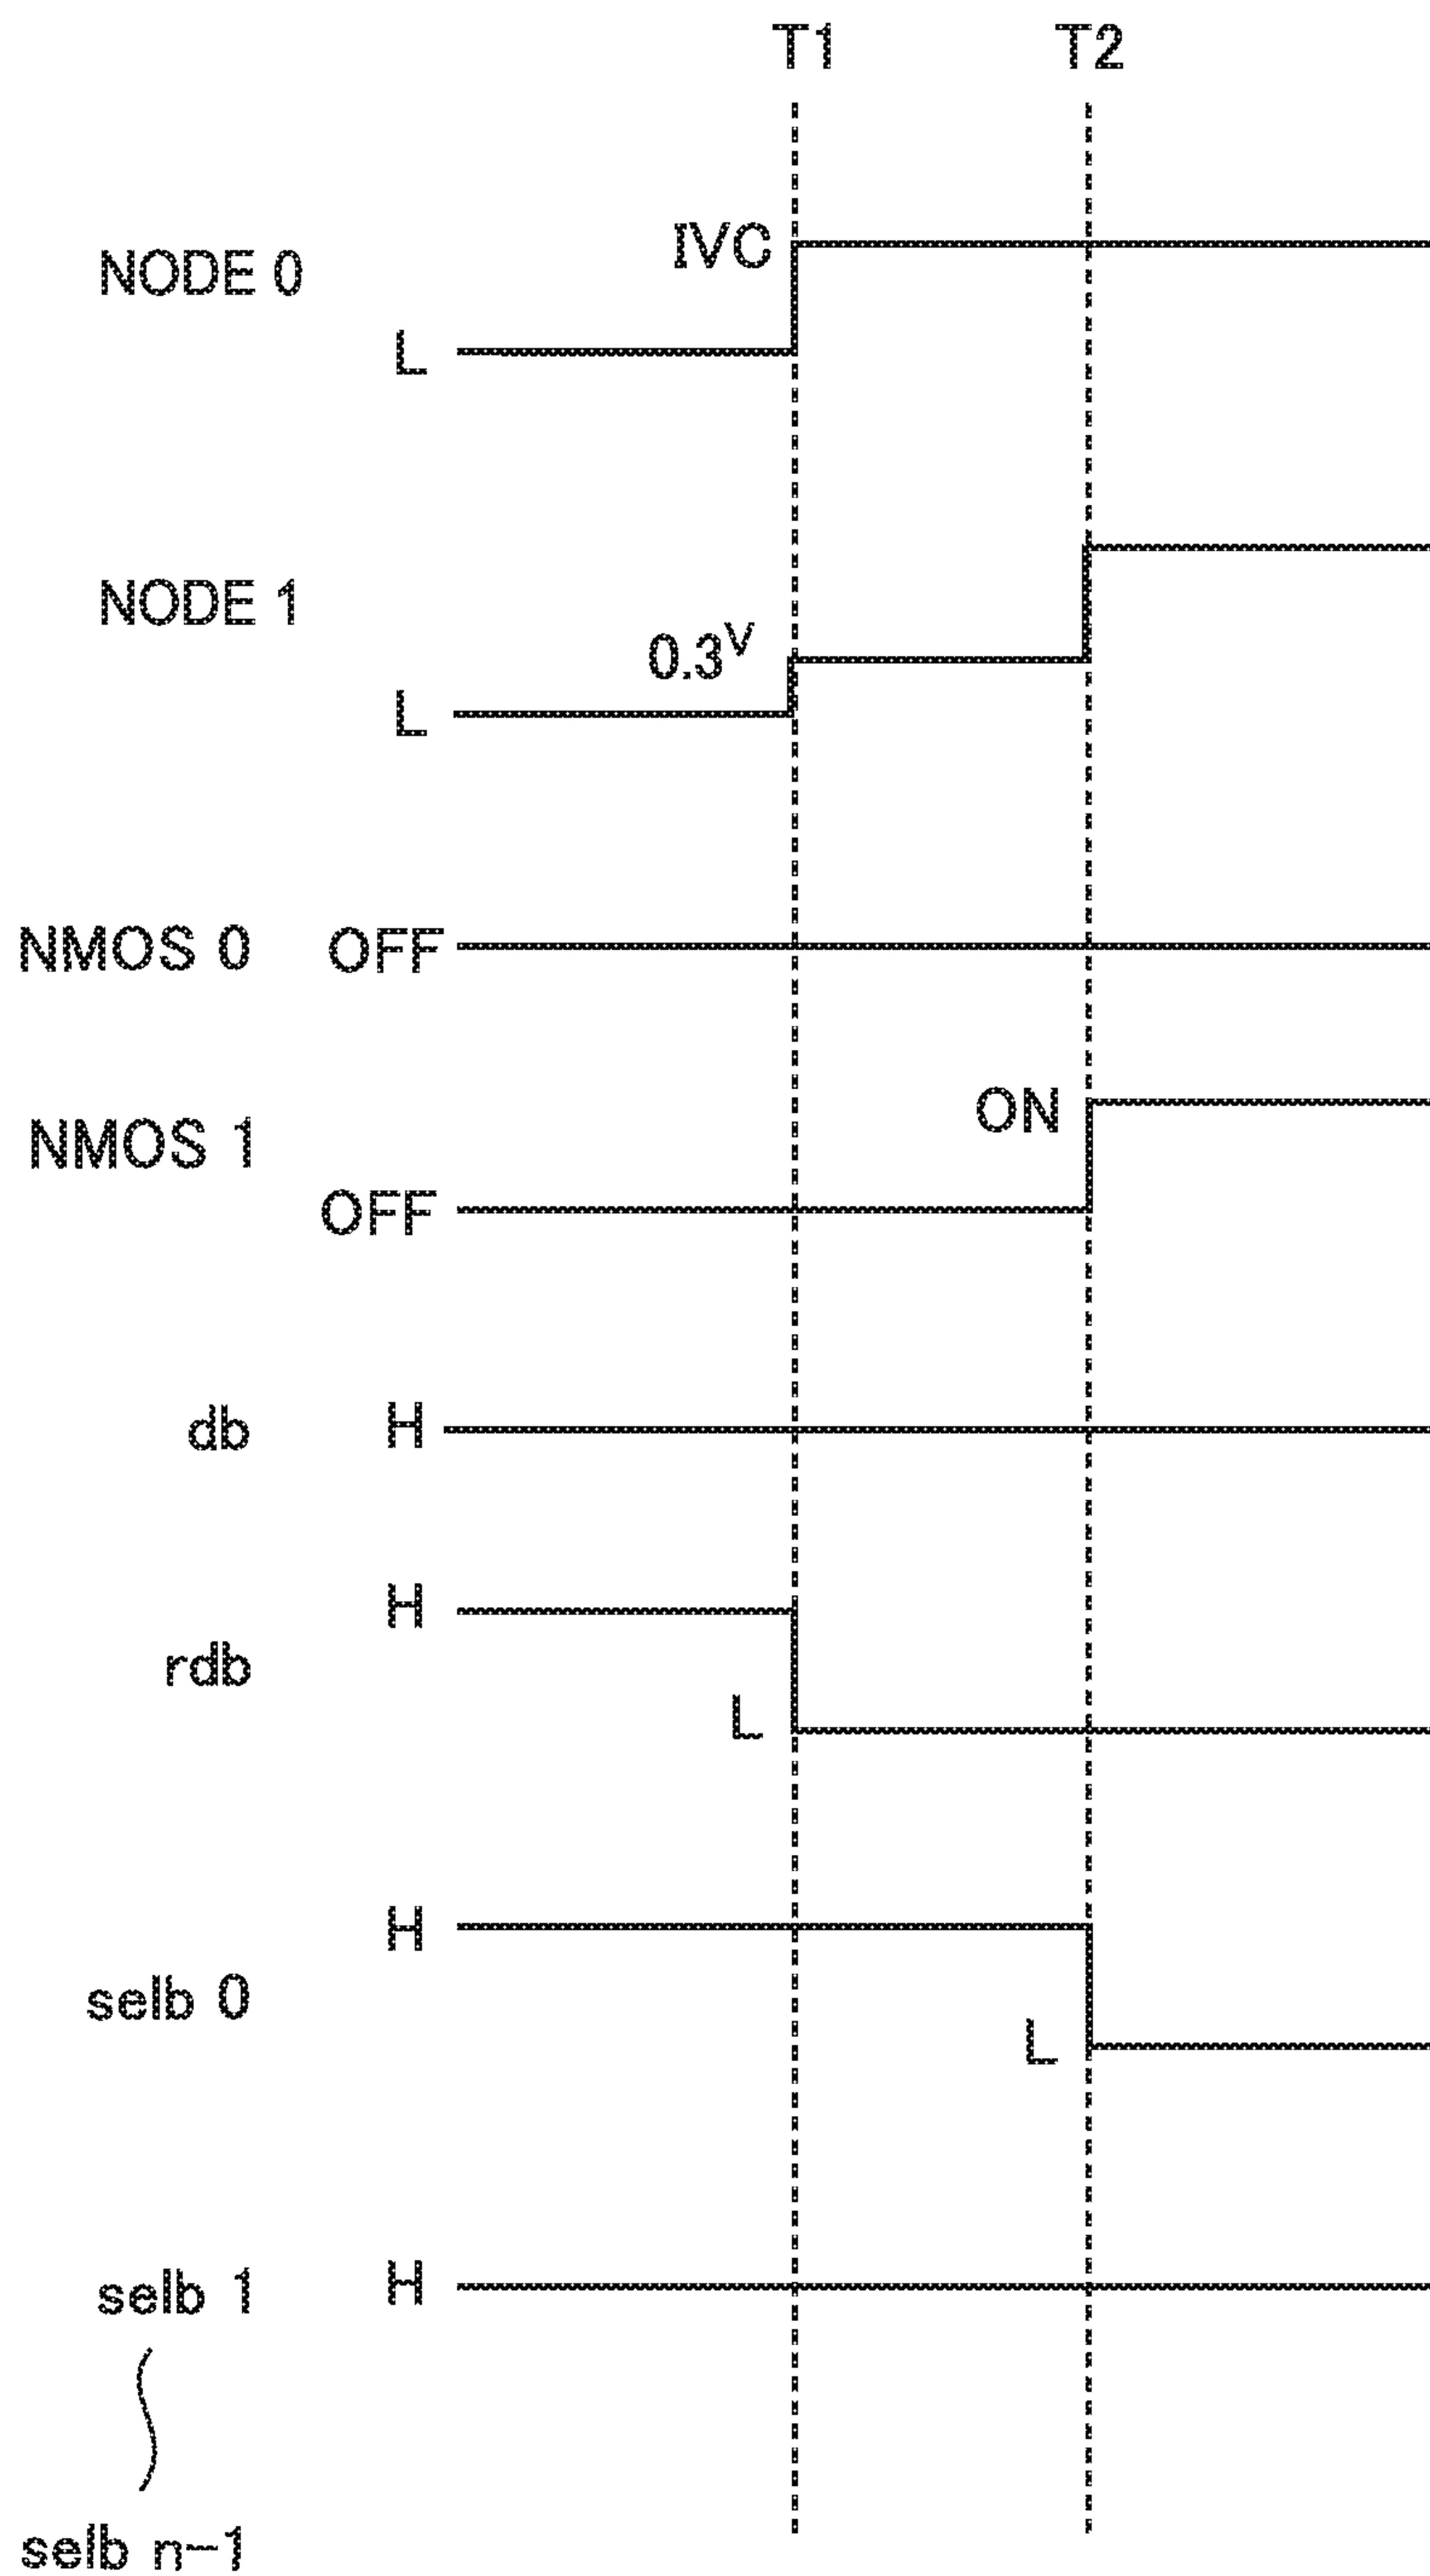 T1 T2
IVC
NODE 0
L
NODE 1
0.3V
L
NMOS 0 OFF
ON
NMOS 1
OFF
db H
H
rdb
L
H
selb 0
L
selb 1 H
selb n-1